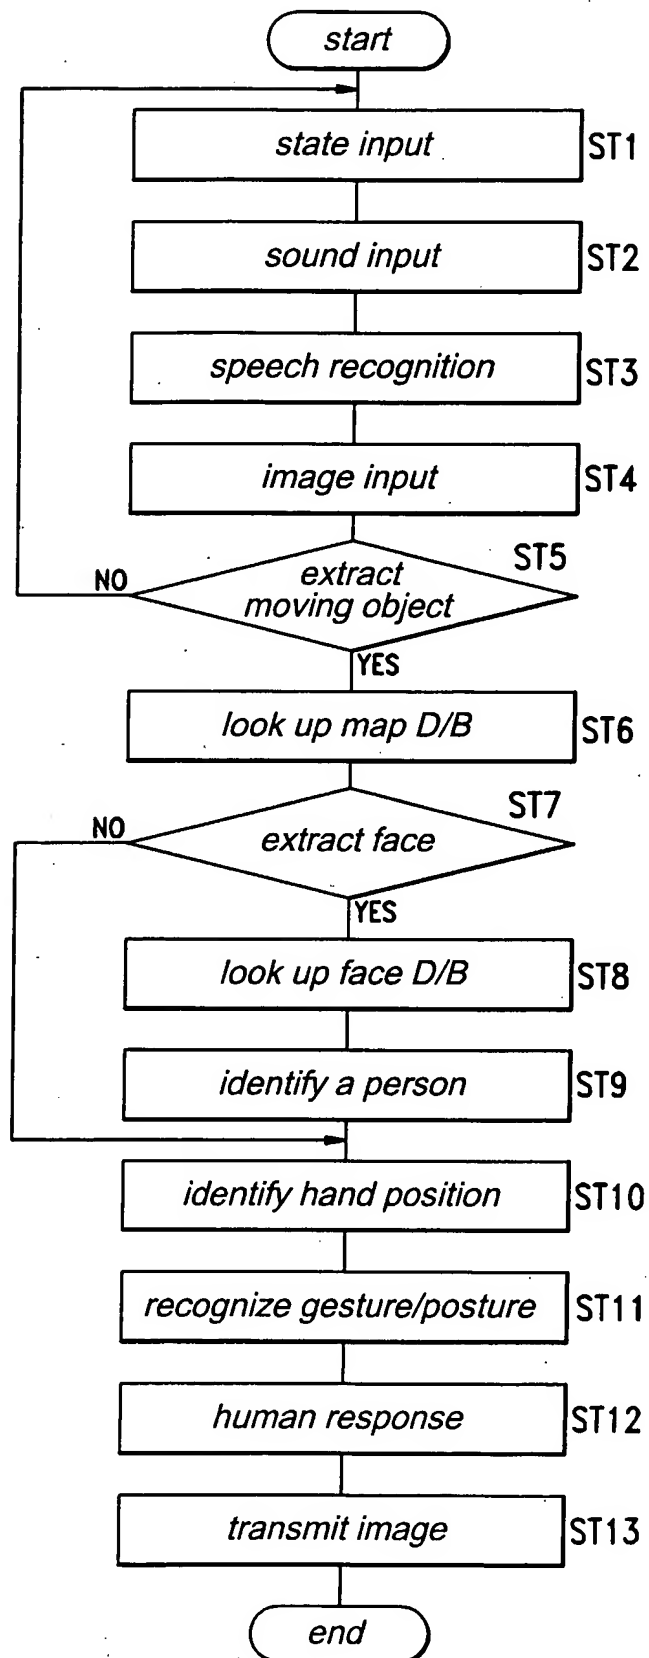 start
state input ST1
sound input ST2
speech recognition ST3
image input ST4
ST5
extract
moving object
NO
YES
look up map D/B ST6
ST7
NO
extract face
YES
look up face D/B ST8
identify a person ST9
identify hand position ST10
recognize gesture/posture ST11
human response ST12
transmit image ST13
end